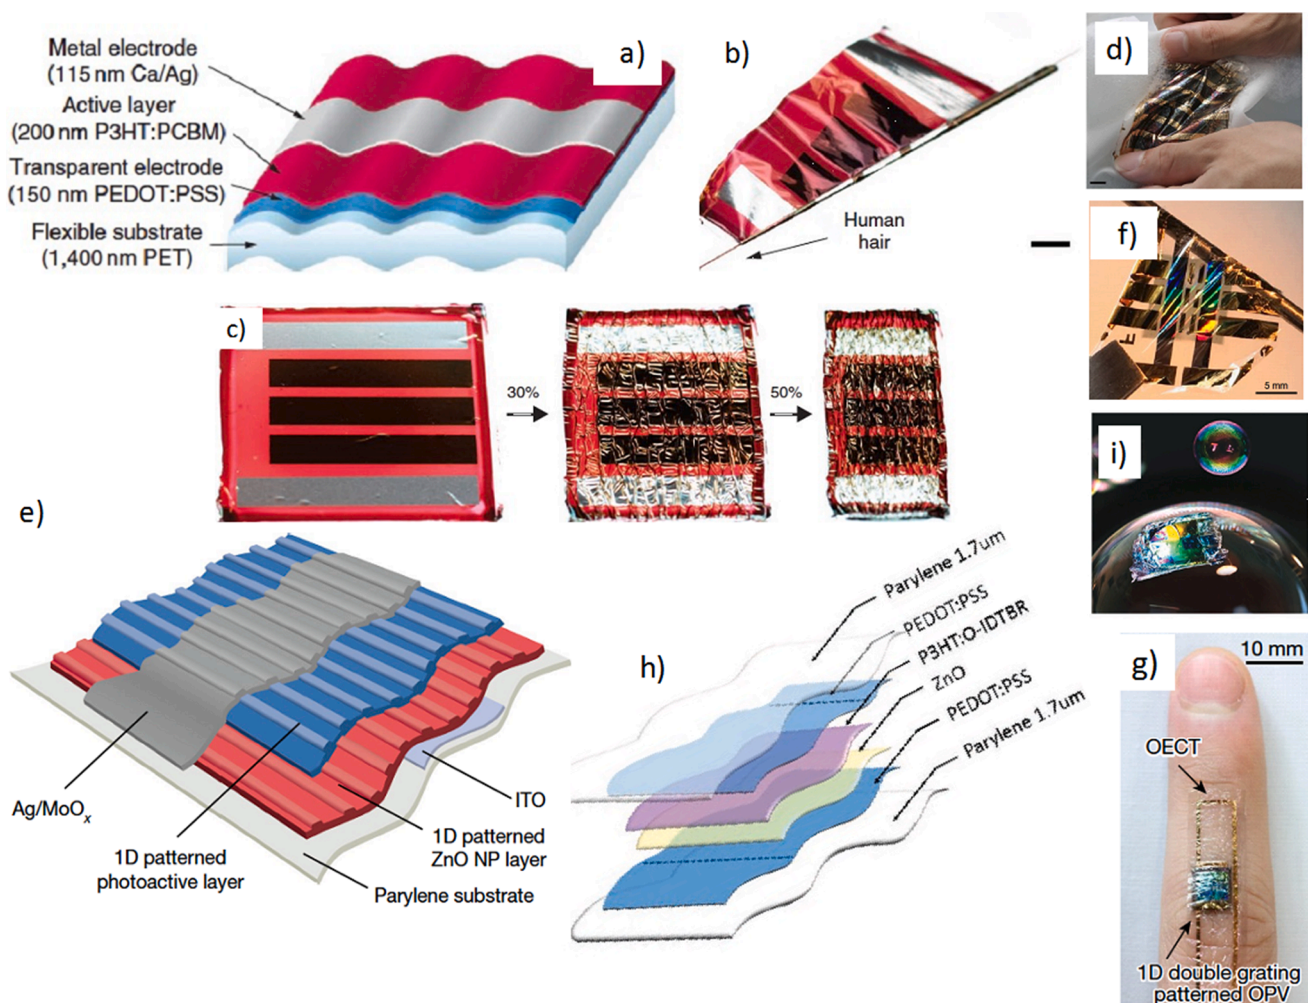 a)
Metal electrode
(115 nm Ca/Ag)
Active layer
(200 nm P3HT:PCBM)
Transparent electrode
(150 nm PEDOT:PSS)
Flexible substrate
(1,400 nm PET)
b)
Human
hair
d)
f)
5 mm
c)
30%
50%
i)
e)
Ag/MoOx
1D patterned
photoactive layer
1D patterned
ZnO NP layer
ITO
Parylene substrate
h)
Parylene 1.7um
PEDOT:PSS
P3HT:O-IDTBR
ZnO
PEDOT:PSS
Parylene 1.7um
g)
10 mm
OECT
1D double grating
patterned OPV